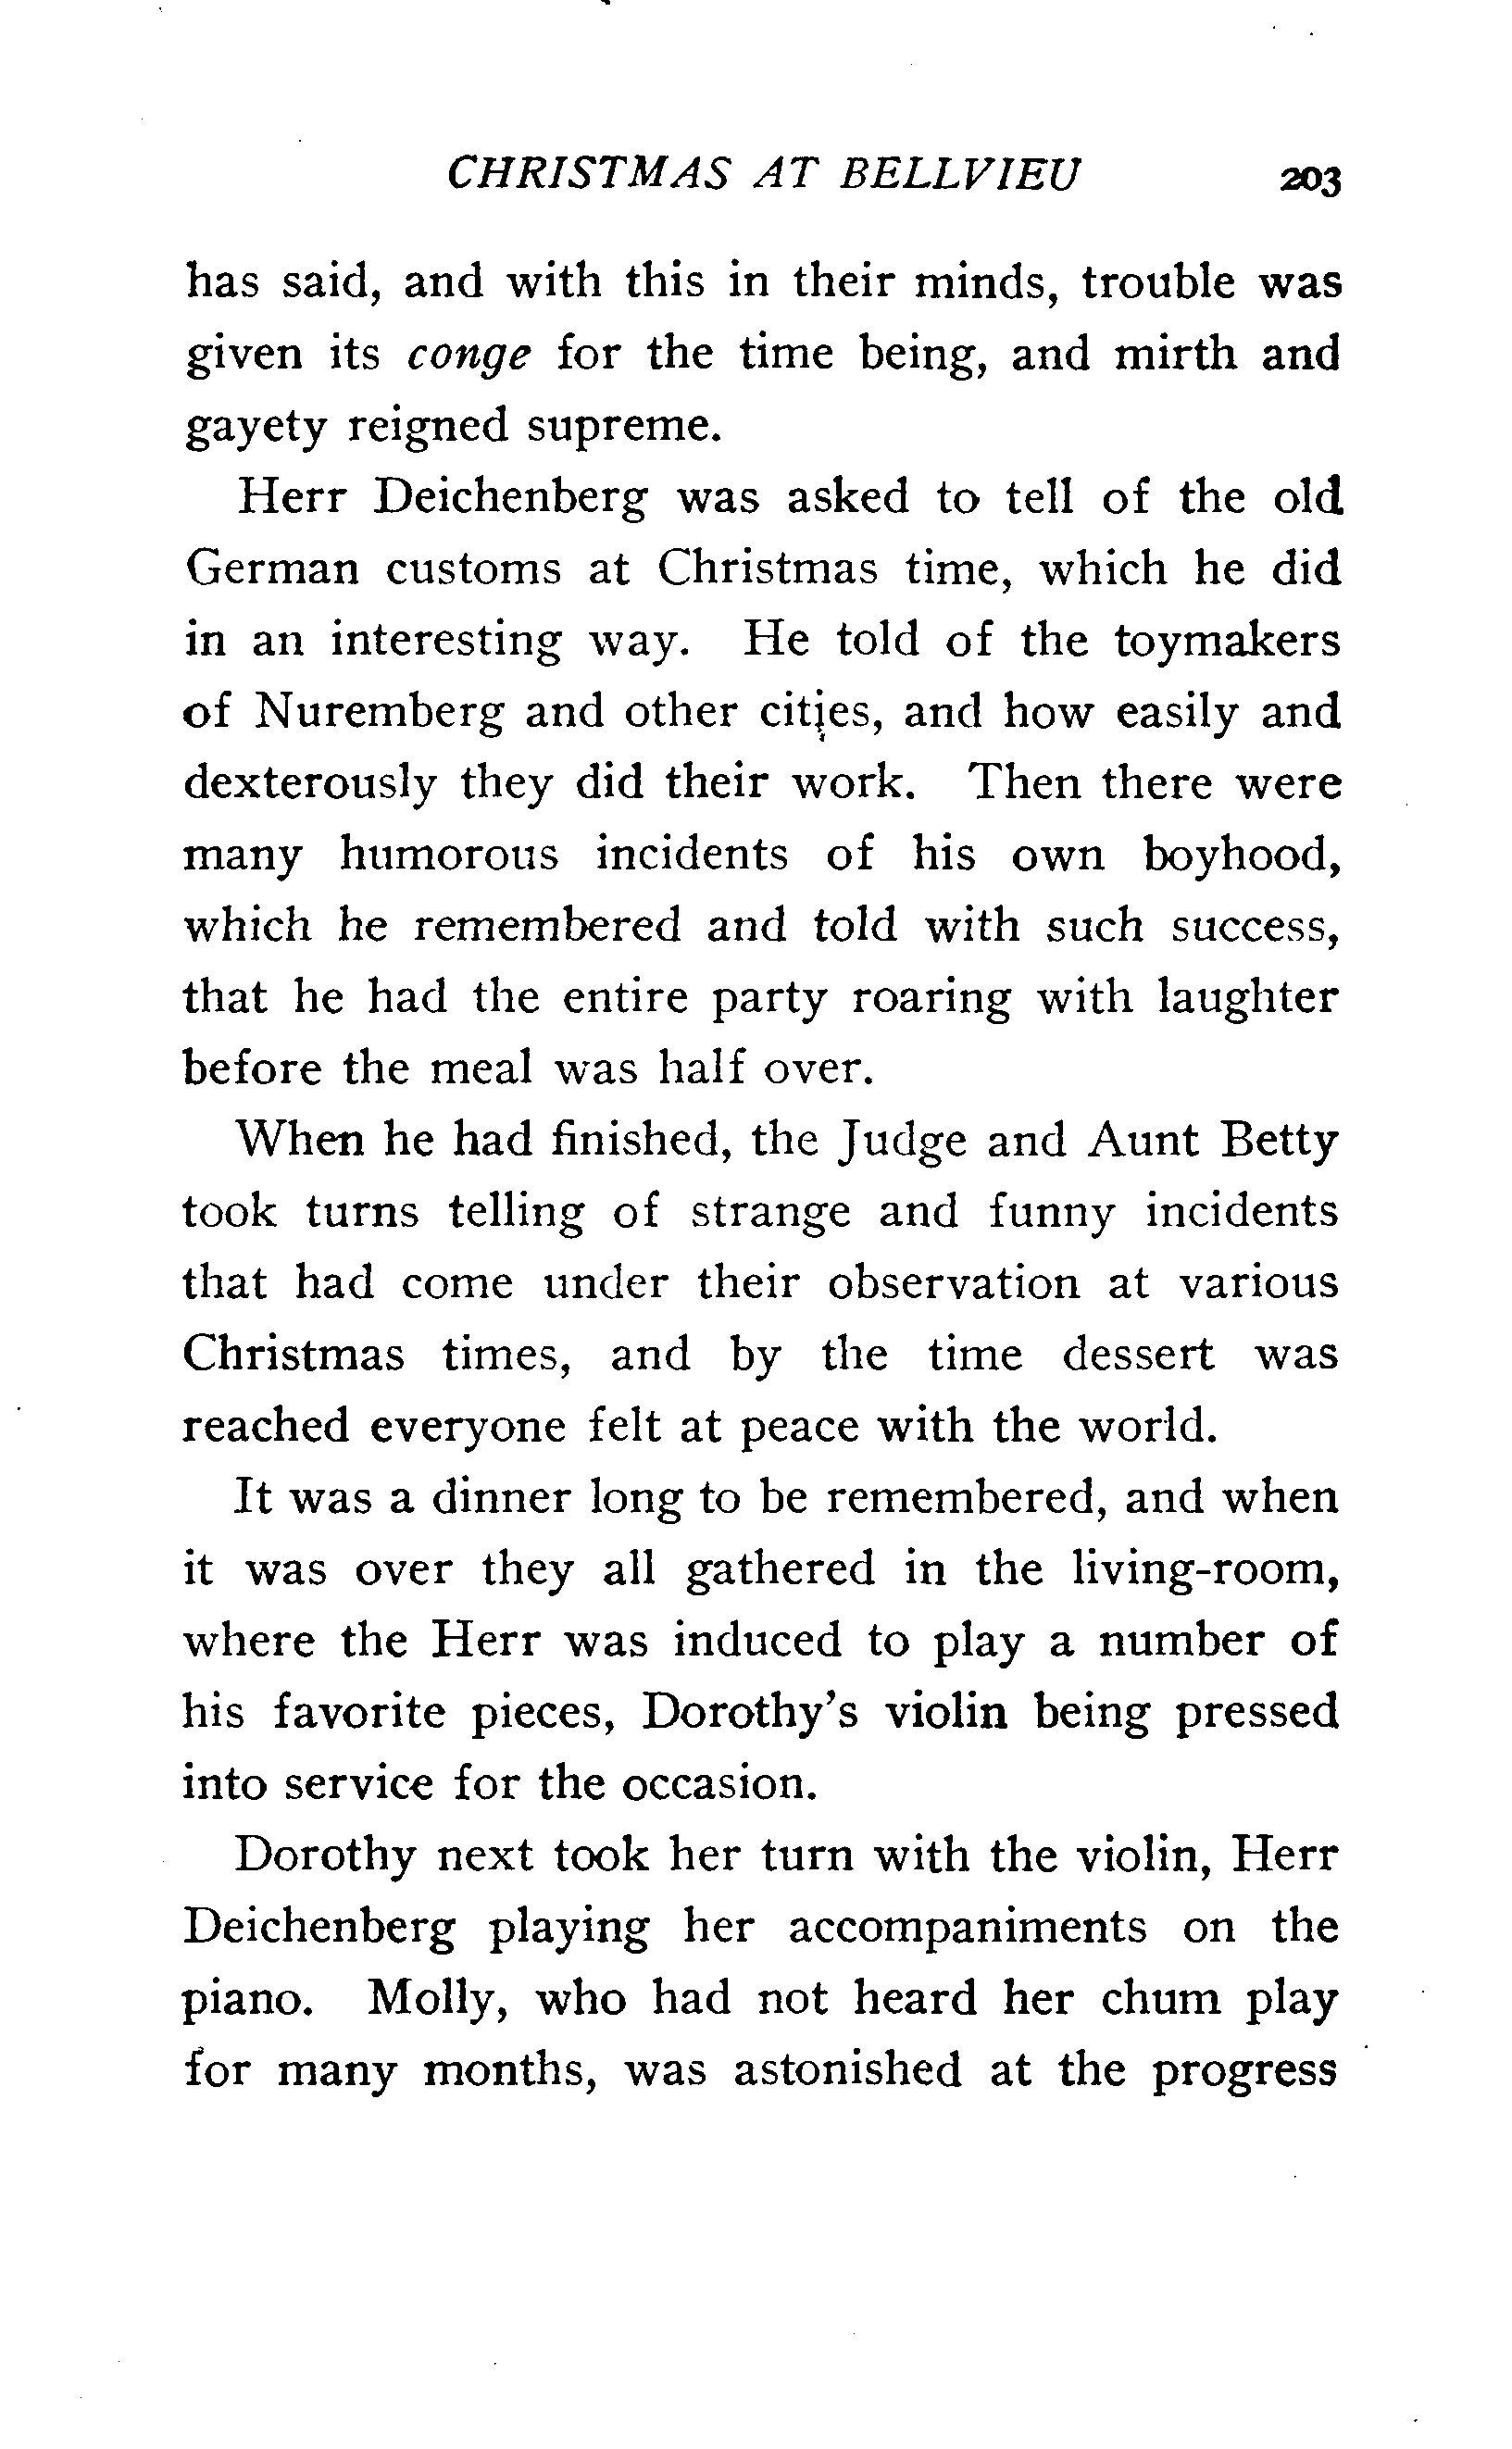 CHRISTMAS AT BELLVIEU 203
has said, and with this in their minds, trouble was
given its conge for the time being, and mirth and
gayety reigned supreme.
Herr Deichenberg was asked to tell of the old
German customs at Christmas time, which he did
in an interesting way. He told of the toymakers
of Nuremberg and other cities, and how easily and
dexterously they did their work. Then there were
many humorous incidents of his own boyhood,
which he remembered and told with such success,
that he had the entire party roaring with laughter
before the meal was half over.
When he had finished, the Judge and Aunt Betty
took turns telling of strange and funny incidents
that had come under their observation at various
Christmas times, and by the time dessert was
reached everyone felt at peace with the world.
It was a dinner long to be remembered, and when
it was over they all gathered in the living-room,
where the Herr was induced to play a number of
his favorite pieces, Dorothy's violin being pressed
into service for the occasion.
Dorothy next took her turn with the violin, Herr
Deichenberg playing her accompaniments on the
piano. Molly, who had not heard her chum play
for many months, was astonished at the progress